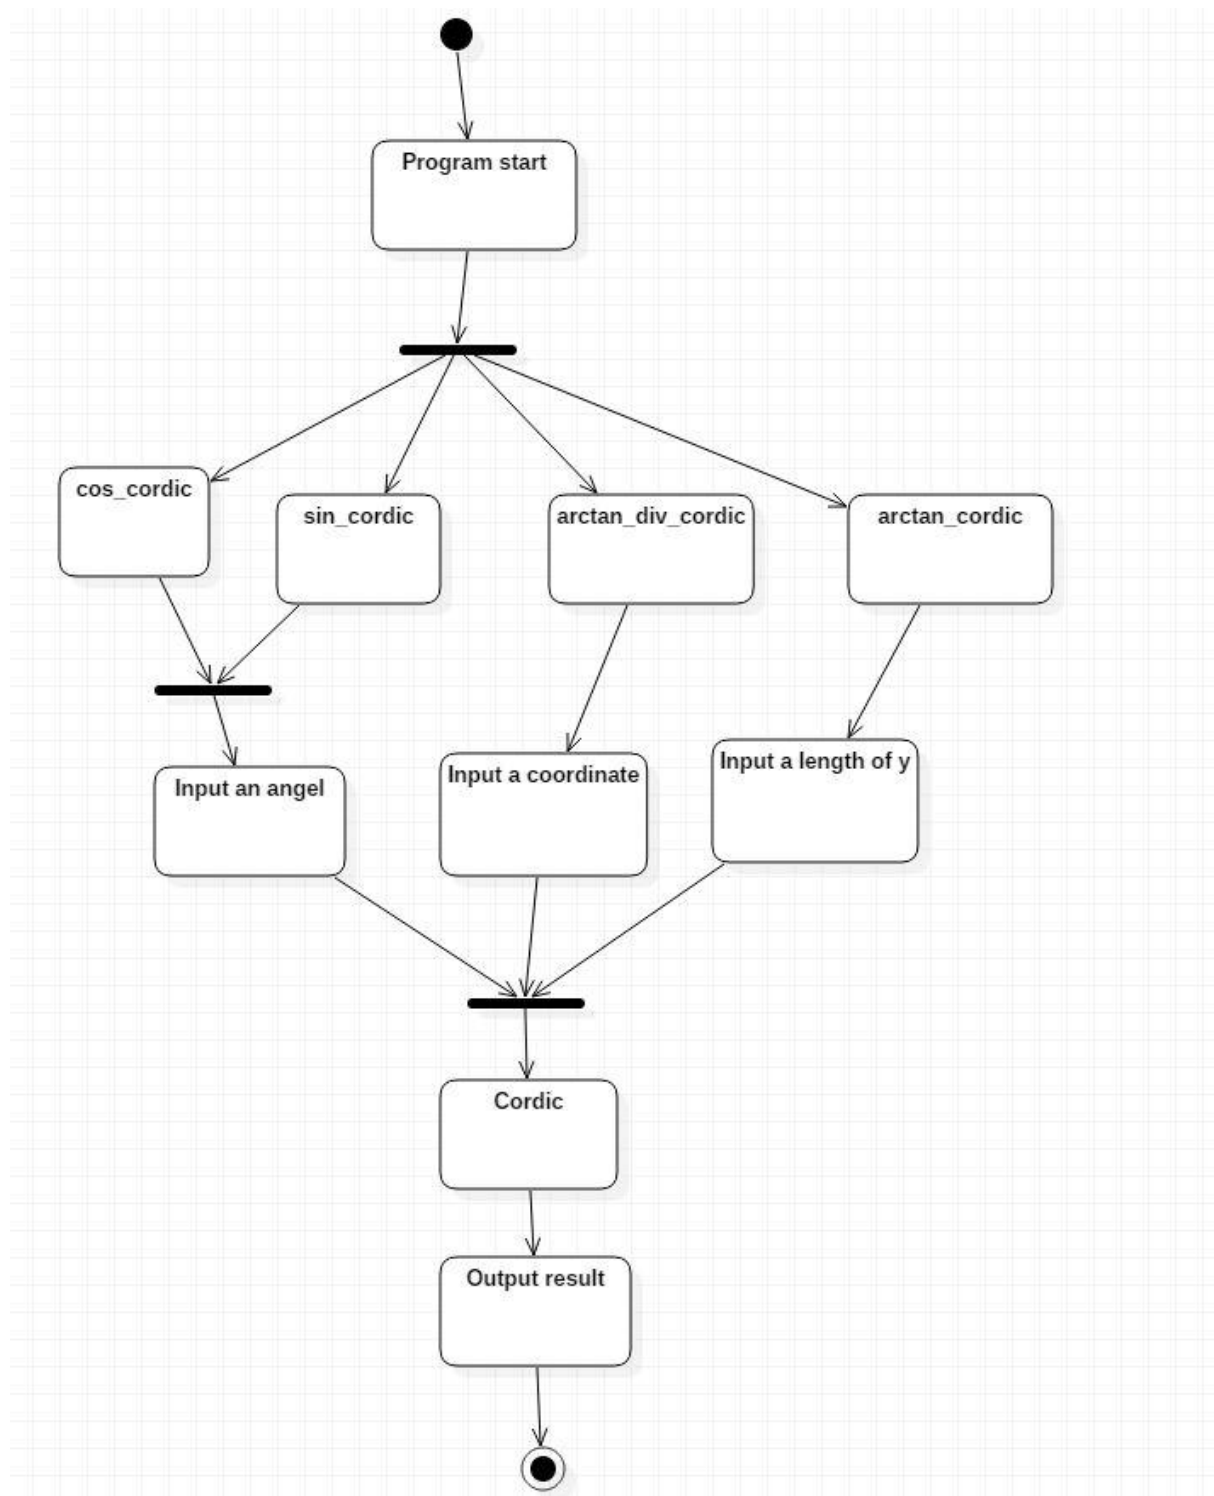 Program start
cos_cordic
sin_cordic
arctan_div_cordic
arctan_cordic
Input an angel
Input a coordinate
Input a length of y
Cordic
Output result